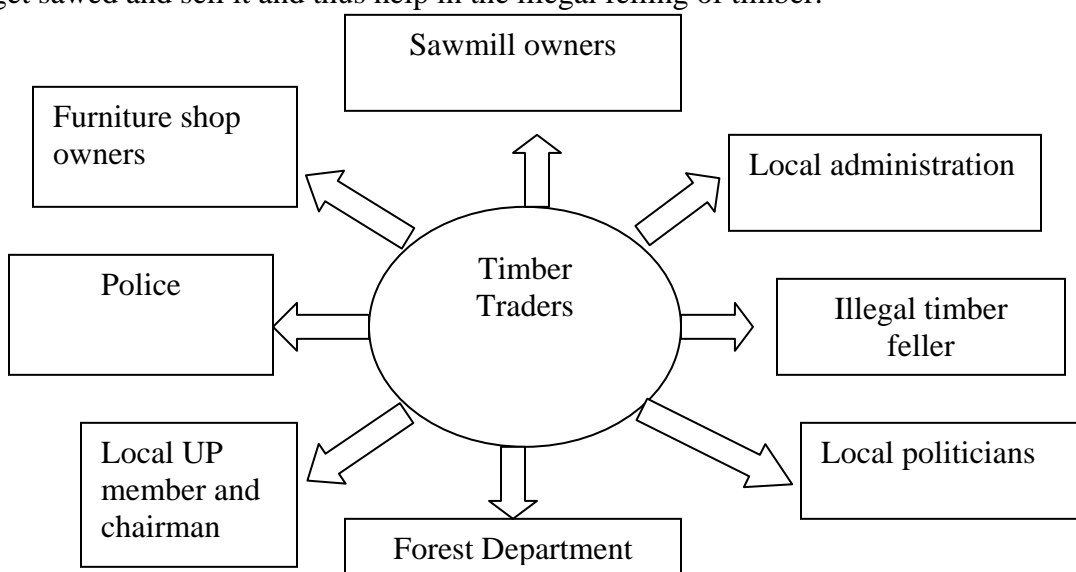 get sawed and sell it and thus help in the illegal felling of timber.
Sawmill owners
Furniture shop
owners
Local administration
Police
Timber
Traders
Illegal timber
feller
Local UP
member and
chairman
Local politicians
Forest Department